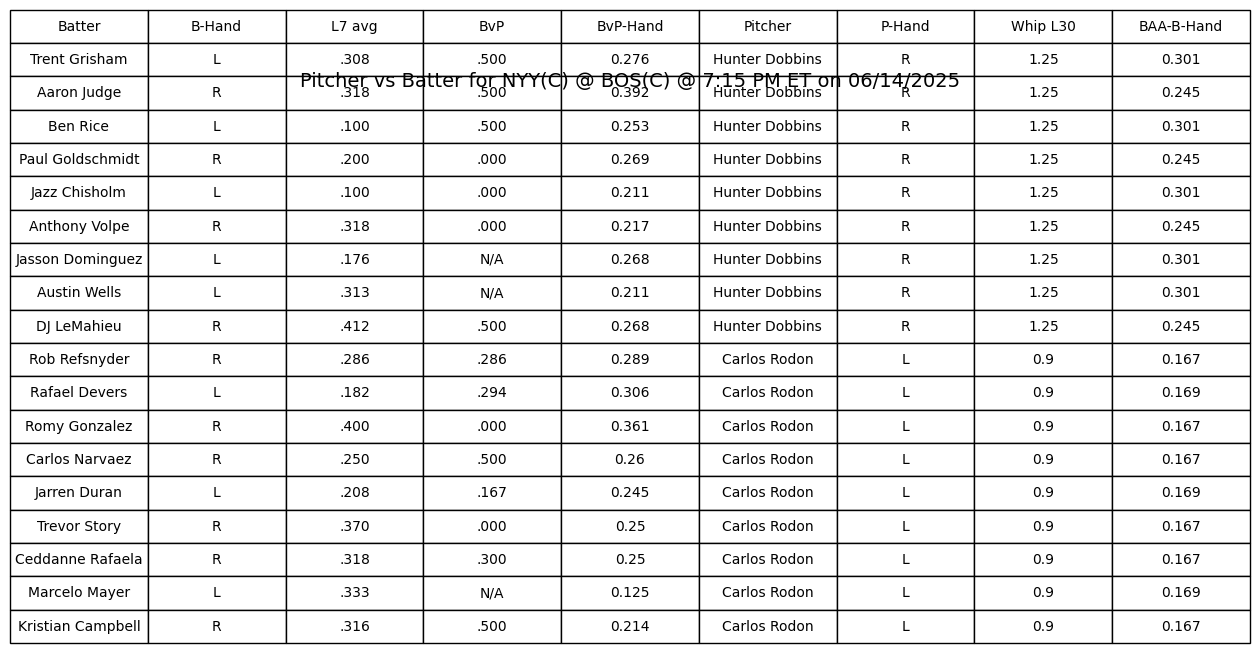 Batter B-Hand L7 avg BvP BvP-Hand Pitcher P-Hand Whip L30 BAA-B-Hand
Trent Grisham L .308 .500 0.276 Hunter Dobbins R 1.25 0.301
Pitcher vs Batter for NYY(C) @ BOS(C) @ 7:15 PM ET on 06/14/2025
Aaron Judge R .318 .500 0.392 Hunter Dobbins R 1.25 0.245
Ben Rice L .100 .500 0.253 Hunter Dobbins R 1.25 0.301
Paul Goldschmidt R .200 .000 0.269 Hunter Dobbins R 1.25 0.245
Jazz Chisholm L .100 .000 0.211 Hunter Dobbins R 1.25 0.301
Anthony Volpe R .318 .000 0.217 Hunter Dobbins R 1.25 0.245
Jasson Dominguez L .176 N/A 0.268 Hunter Dobbins R 1.25 0.301
Austin Wells L .313 N/A 0.211 Hunter Dobbins R 1.25 0.301
DJ LeMahieu R .412 .500 0.268 Hunter Dobbins R 1.25 0.245
Rob Refsnyder R .286 .286 0.289 Carlos Rodon L 0.9 0.167
Rafael Devers L .182 .294 0.306 Carlos Rodon L 0.9 0.169
Romy Gonzalez R .400 .000 0.361 Carlos Rodon L 0.9 0.167
Carlos Narvaez R .250 .500 0.26 Carlos Rodon L 0.9 0.167
Jarren Duran L .208 .167 0.245 Carlos Rodon L 0.9 0.169
Trevor Story R .370 .000 0.25 Carlos Rodon L 0.9 0.167
Ceddanne Rafaela R .318 .300 0.25 Carlos Rodon L 0.9 0.167
Marcelo Mayer L .333 N/A 0.125 Carlos Rodon L 0.9 0.169
Kristian Campbell R .316 .500 0.214 Carlos Rodon L 0.9 0.167